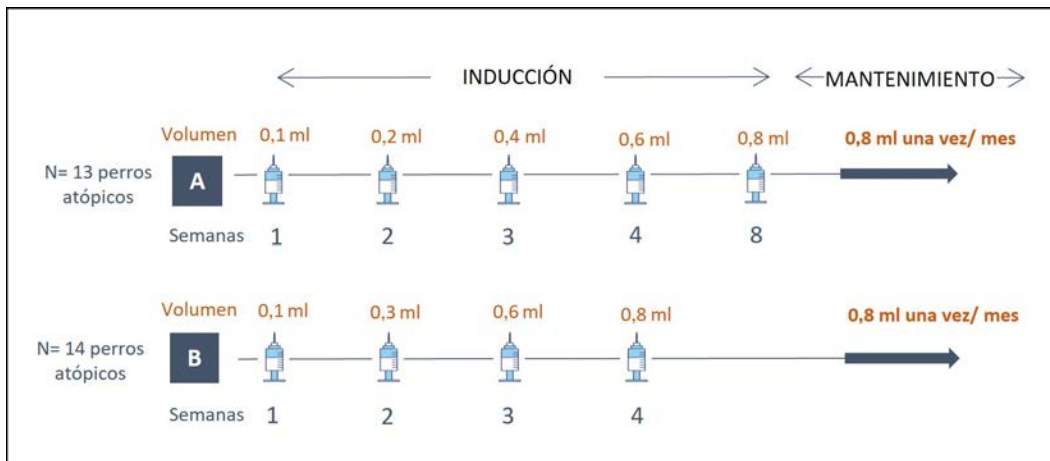 INDUCCIÓN
MANTENIMIENTO
Volumen 0,1 ml 0,2 ml 0,4 ml 0,6 ml 0,8 ml 0,8 ml una vez/ mes
N= 13 perros
atópicos
A
Semanas 1 2 3 4 8
Volumen 0,1 ml 0,3 ml 0,6 ml 0,8 ml 0,8 ml una vez/ mes
N= 14 perros
atópicos
B
Semanas 1 2 3 4